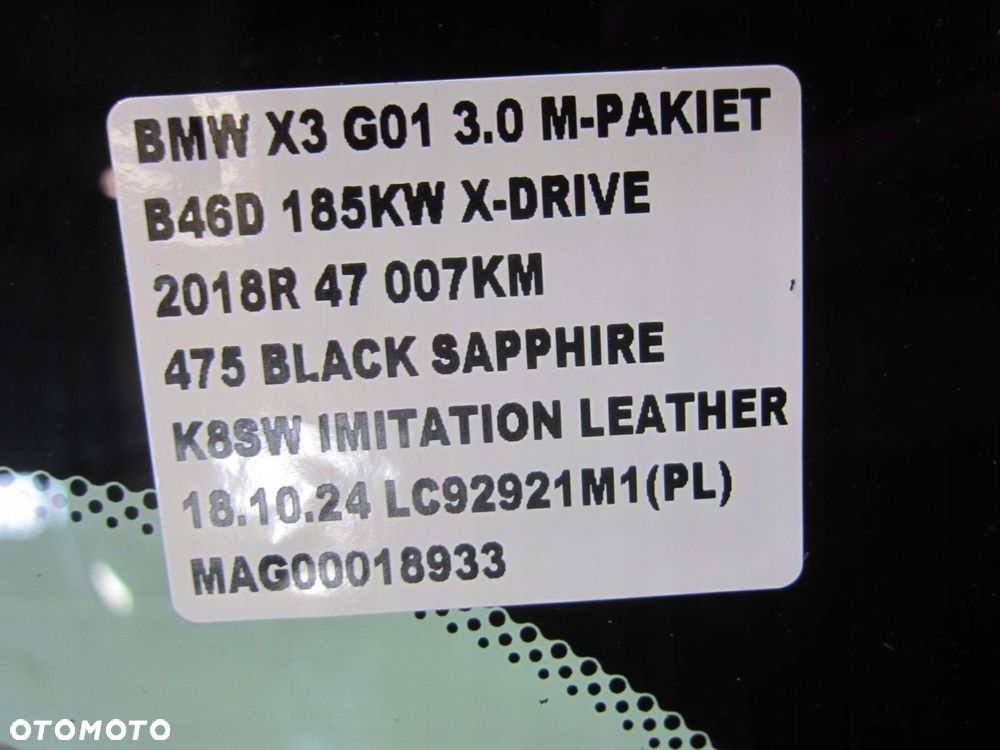 BMW X3 G01 3.0 M-PAKIET
B46D 185KW X-DRIVE
2018R 47 007KM
475 BLACK SAPPHIRE
K8SW IMITATION LEATHER
18.10.24 LC92921M1(PL)
MAG00018933
OTOMOTO